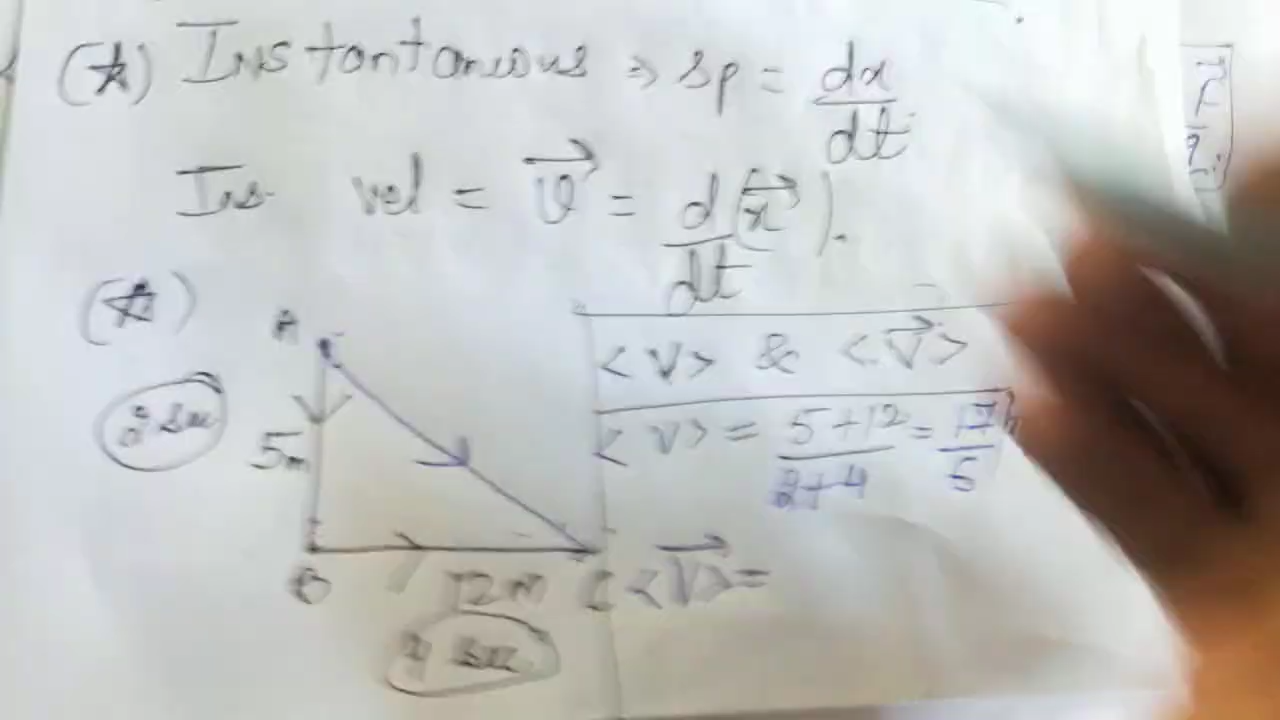 (*) Instantaneous ⇒ sp = dx/dt
Ins. vel = v⃗ = d/dt (x⃗).
(*)
A
5m
B
12m
C
<V> & <V⃗>
<V> = 5+12/2+4 = 17/6
<V⃗> =